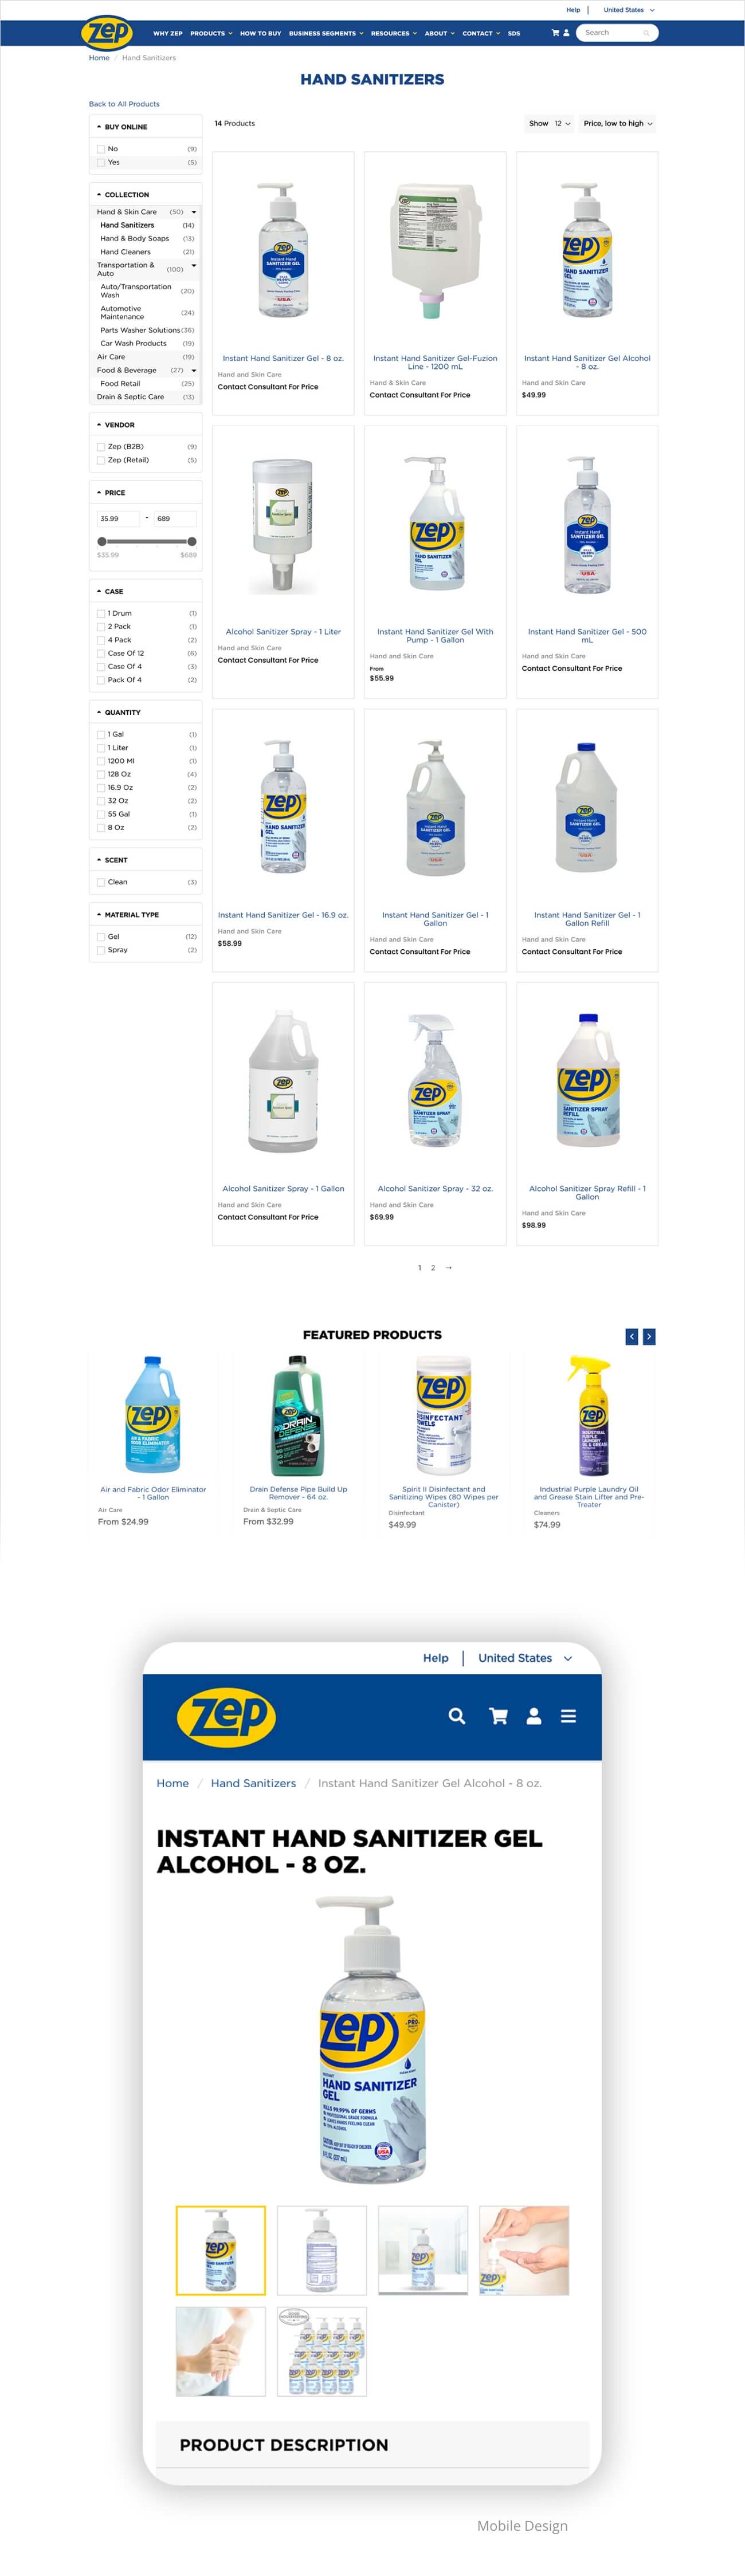 Help | United States
zep
WHY ZEP PRODUCTS HOW TO BUY BUSINESS SEGMENTS RESOURCES ABOUT CONTACT SDS Search
Home / Hand Sanitizers
HAND SANITIZERS
Back to All Products
BUY ONLINE
No (9)
Yes (5)
COLLECTION
Hand & Skin Care (50)
Hand Sanitizers (14)
Hand & Body Soaps (13)
Hand Cleaners (21)
Transportation &
Auto (100)
Auto/Transportation
Wash (20)
Automotive
Maintenance (24)
Parts Washer Solutions (36)
Car Wash Products (19)
Air Care (19)
Food & Beverage (27)
Food Retail (25)
Drain & Septic Care (13)
VENDOR
Zep (B2B) (9)
Zep (Retail) (5)
PRICE
35.99 - 689
$35.99 $689
CASE
1 Drum (1)
2 Pack (1)
4 Pack (2)
Case Of 12 (6)
Case Of 4 (3)
Pack Of 4 (2)
QUANTITY
1 Gal (1)
1 Liter (1)
1200 Ml (1)
128 Oz (4)
16.9 Oz (2)
32 Oz (2)
55 Gal (1)
8 Oz (2)
SCENT
Clean (3)
MATERIAL TYPE
Gel (12)
Spray (2)
14 Products
Show 12 Price, low to high
Instant Hand Sanitizer Gel - 8 oz.
Hand and Skin Care
Contact Consultant For Price
Instant Hand Sanitizer Gel-Fuzion
Line - 1200 mL
Hand & Skin Care
Contact Consultant For Price
Instant Hand Sanitizer Gel Alcohol
- 8 oz.
Hand and Skin Care
$49.99
Alcohol Sanitizer Spray - 1 Liter
Hand and Skin Care
Contact Consultant For Price
Instant Hand Sanitizer Gel With
Pump - 1 Gallon
Hand and Skin Care
From
$55.99
Instant Hand Sanitizer Gel - 500
mL
Hand and Skin Care
Contact Consultant For Price
Instant Hand Sanitizer Gel - 16.9 oz.
Hand and Skin Care
$58.99
Instant Hand Sanitizer Gel - 1
Gallon
Hand and Skin Care
Contact Consultant For Price
Instant Hand Sanitizer Gel - 1
Gallon Refill
Hand and Skin Care
Contact Consultant For Price
Alcohol Sanitizer Spray - 1 Gallon
Hand and Skin Care
Contact Consultant For Price
Alcohol Sanitizer Spray - 32 oz.
Hand and Skin Care
$69.99
Alcohol Sanitizer Spray Refill - 1
Gallon
Hand and Skin Care
$98.99
1 2 →
FEATURED PRODUCTS
Air and Fabric Odor Eliminator
- 1 Gallon
Air Care
From $24.99
Drain Defense Pipe Build Up
Remover - 64 oz.
Drain & Septic Care
From $32.99
Spirit II Disinfectant and
Sanitizing Wipes (80 Wipes per
Canister)
Disinfectant
$49.99
Industrial Purple Laundry Oil
and Grease Stain Lifter and Pre-
Treater
Cleaners
$74.99
Help | United States
zep
Home / Hand Sanitizers / Instant Hand Sanitizer Gel Alcohol - 8 oz.
INSTANT HAND SANITIZER GEL
ALCOHOL - 8 OZ.
zep
PRO
HAND SANITIZER
GEL
KILLS 99.99% OF GERMS
USA
PRODUCT DESCRIPTION
Mobile Design